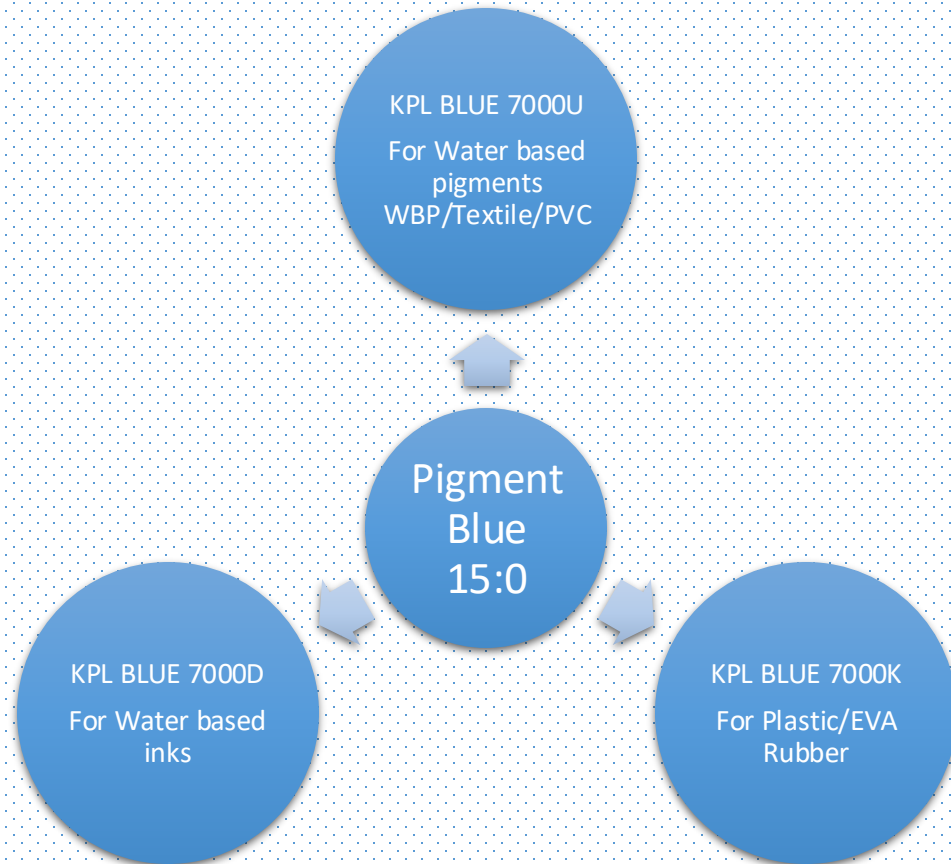 KPL BLUE 7000U
For Water based
pigments
WBP/Textile/PVC
Pigment
Blue
15:0
KPL BLUE 7000D
For Water based
inks
KPL BLUE 7000K
For Plastic/EVA
Rubber